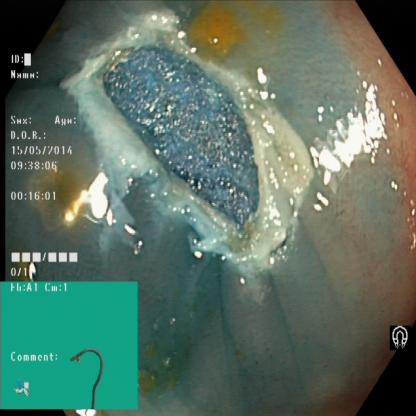 ID:
Name:
Sex: Age:
D.O.B.:
15/05/2014
09:38:06
00:16:01
/
0/1
Eh:A1 Cm:1
Comment: